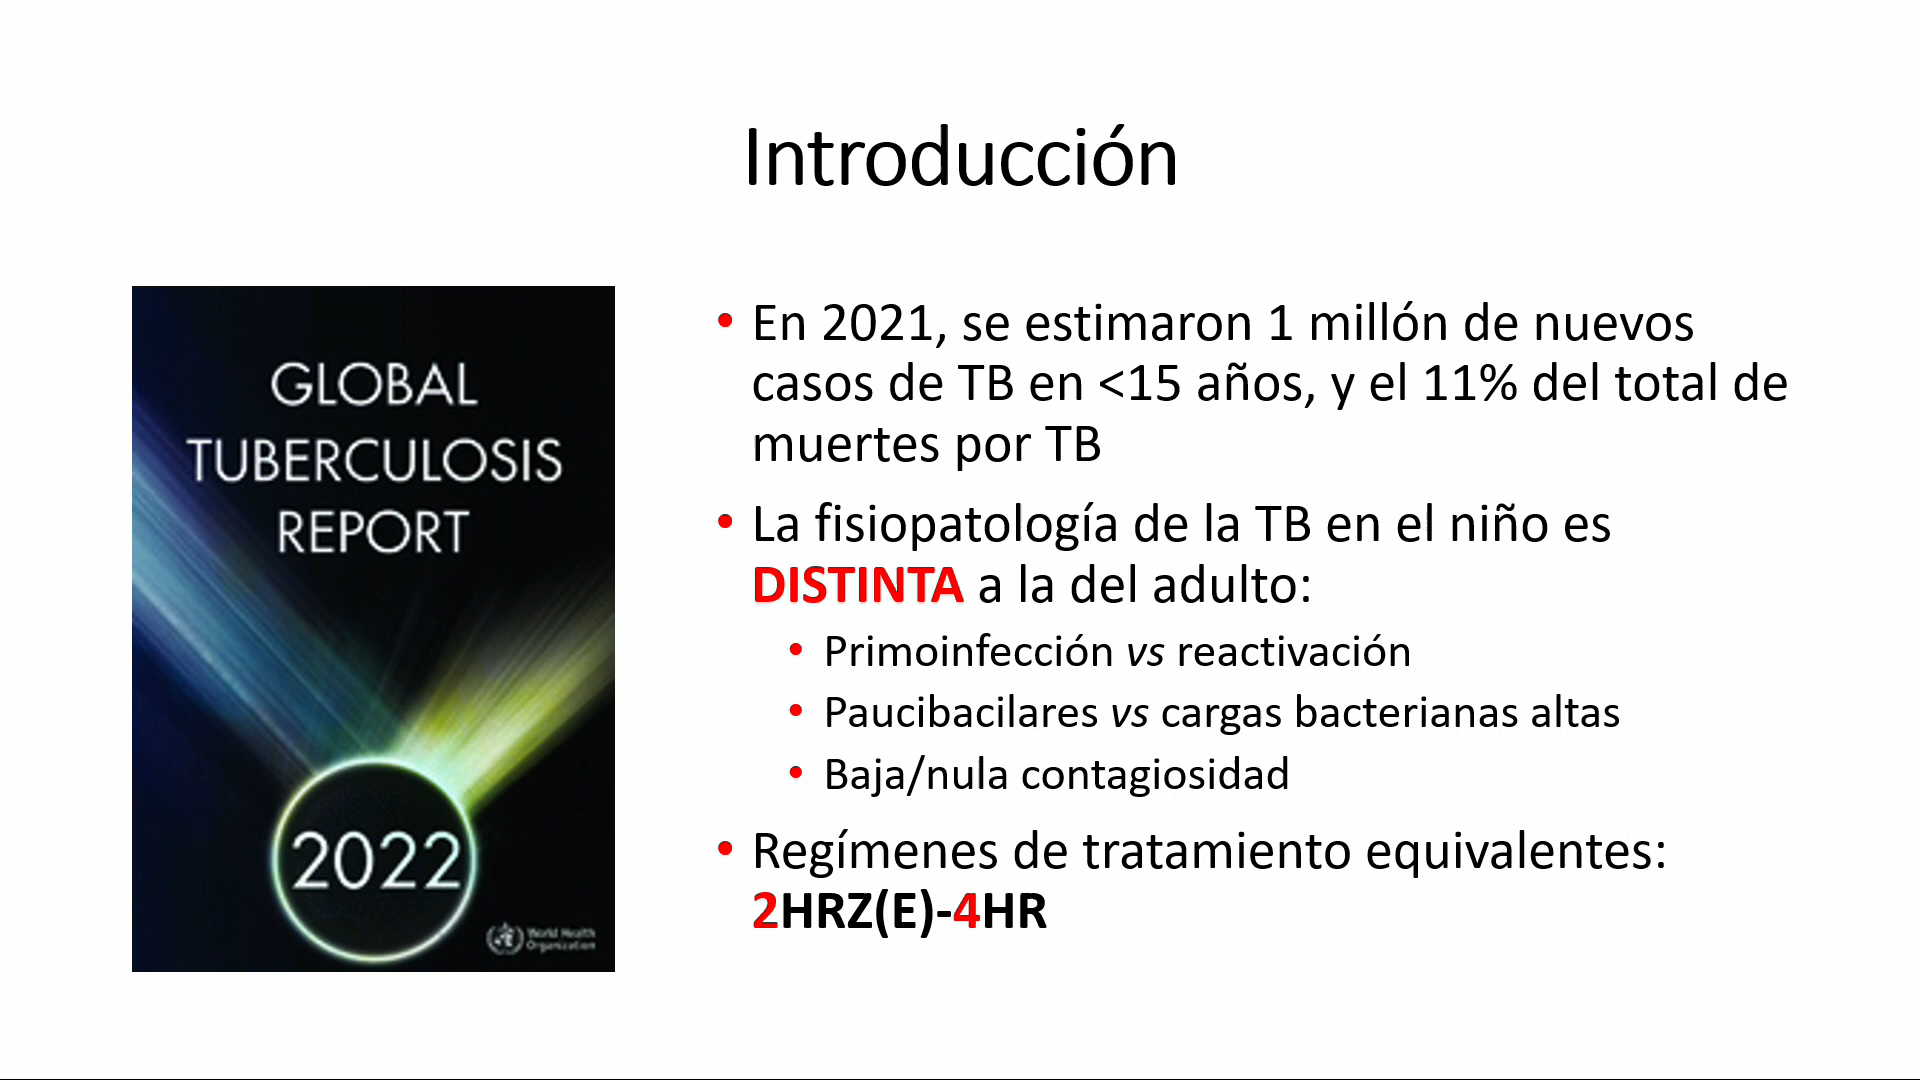 Introducción
GLOBAL
TUBERCULOSIS
REPORT
2022
World Health
Organization
• En 2021, se estimaron 1 millón de nuevos
casos de TB en <15 años, y el 11% del total de
muertes por TB
• La fisiopatología de la TB en el niño es
DISTINTA a la del adulto:
• Primoinfección vs reactivación
• Paucibacilares vs cargas bacterianas altas
• Baja/nula contagiosidad
• Regímenes de tratamiento equivalentes:
2HRZ(E)-4HR